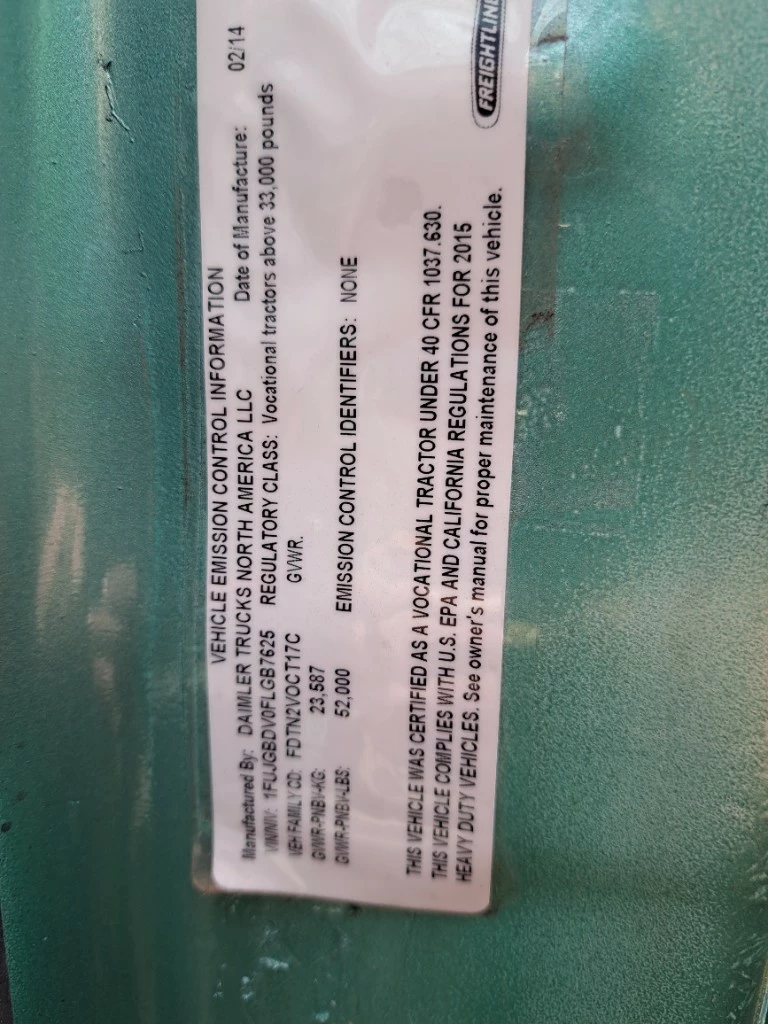 FREIGHTLINE
VEHICLE EMISSION CONTROL INFORMATION
Manufactured By: DAIMLER TRUCKS NORTH AMERICA LLC Date of Manufacture: 02/14
VIN/NIV: 1FUJGBDV0FLGB7625 REGULATORY CLASS: Vocational tractors above 33,000 pounds
VEH FAMILY CD: FDTN2VOCT17C GVWR.
GVWR-PNBV-KG: 23,587
GVWR-PNBV-LBS: 52,000 EMISSION CONTROL IDENTIFIERS: NONE
THIS VEHICLE WAS CERTIFIED AS A VOCATIONAL TRACTOR UNDER 40 CFR 1037.630.
THIS VEHICLE COMPLIES WITH U.S. EPA AND CALIFORNIA REGULATIONS FOR 2015
HEAVY DUTY VEHICLES. See owner's manual for proper maintenance of this vehicle.